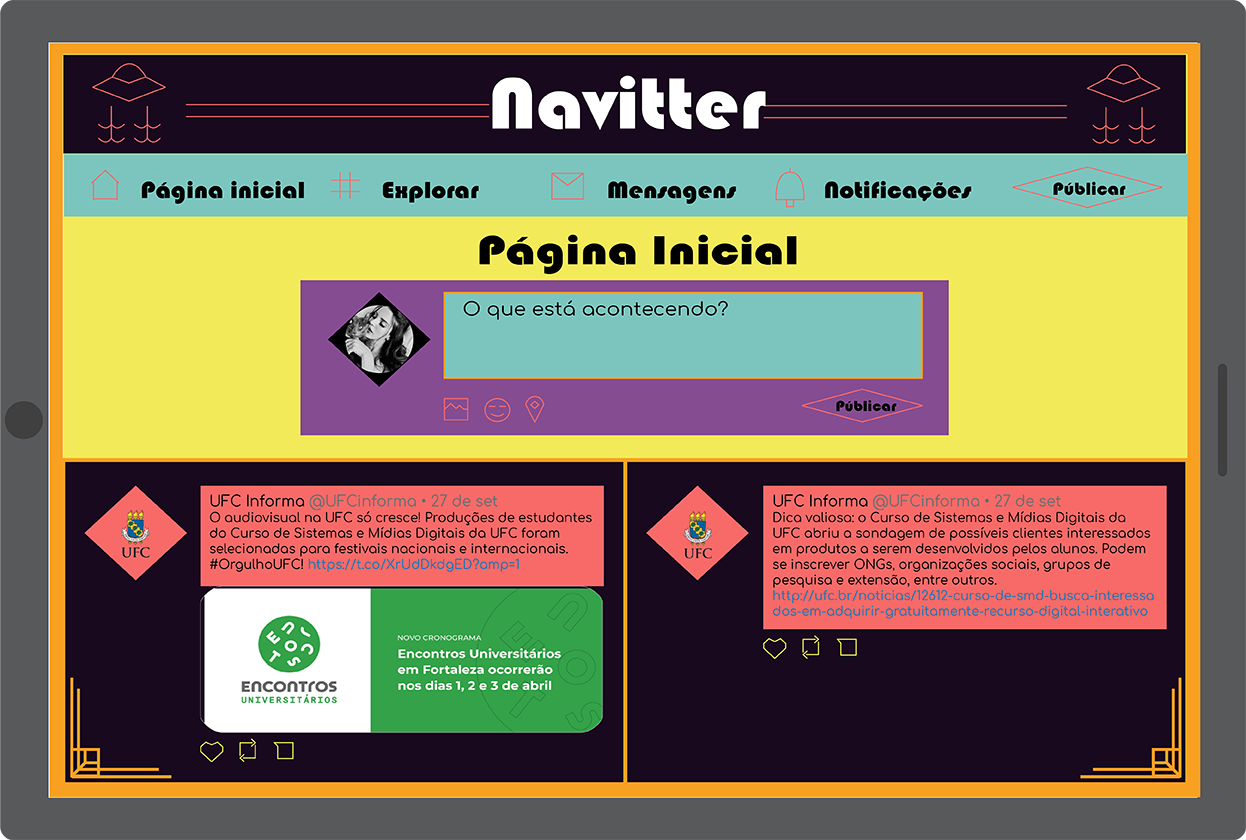 Navitter
Página inicial
Explorar
Mensagens
Notificações
Públicar
Página Inicial
O que está acontecendo?
Públicar
UFC
UFC Informa @UFCinforma • 27 de set
O audiovisual na UFC só cresce! Produções de estudantes
do Curso de Sistemas e Mídias Digitais da UFC foram
selecionadas para festivais nacionais e internacionais.
#OrgulhoUFC! https://t.co/XrUdDkdgED?amp=1
ENCONTROS
ENCONTROS
UNIVERSITÁRIOS
NOVO CRONOGRAMA
Encontros Universitários
em Fortaleza ocorrerão
nos dias 1, 2 e 3 de abril
UFC
UFC Informa @UFCinforma • 27 de set
Dica valiosa: o Curso de Sistemas e Mídias Digitais da
UFC abriu a sondagem de possíveis clientes interessados
em produtos a serem desenvolvidos pelos alunos. Podem
se inscrever ONGs, organizações sociais, grupos de
pesquisa e extensão, entre outros.
http://ufc.br/noticias/12612-curso-de-smd-busca-interessa
dos-em-adquirir-gratuitamente-recurso-digital-interativo